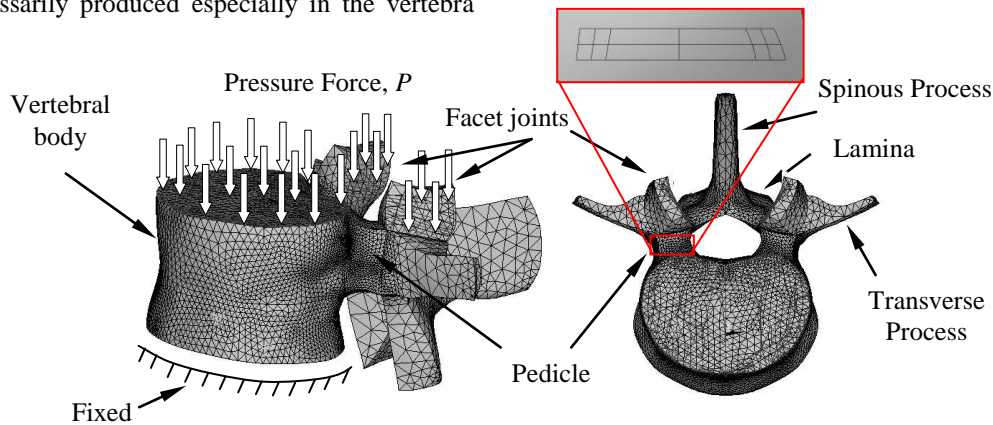 ssarily produced especially in the vertebra
Pressure Force, P
Vertebral
body
Facet joints
Spinous Process
Lamina
Transverse
Process
Pedicle
Fixed